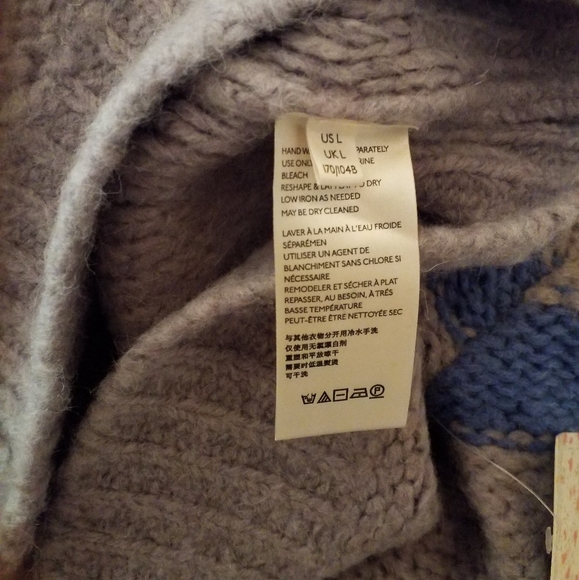 US L
UK L
170/104B
HAND W PARATELY
USE ONL RINE
BLEACH
RESHAPE & DRY
LOW IRON AS NEEDED
MAY BE DRY CLEANED
LAVER À LA MAIN À L'EAU FROIDE
SÉPARÉMEN
UTILISER UN AGENT DE
BLANCHIMENT SANS CHLORE SI
NÉCESSAIRE
REMODELER ET SÉCHER À PLAT
REPASSER, AU BESOIN, À TRÉS
BASSE TEMPÉRATURE
PEUT-ÊTRE ÊTRE NETTOYÉE SEC
与其他衣物分开用冷水手洗
仅使用无氯漂白剂
重塑和平放晾干
需要时低温熨烫
可干洗
P